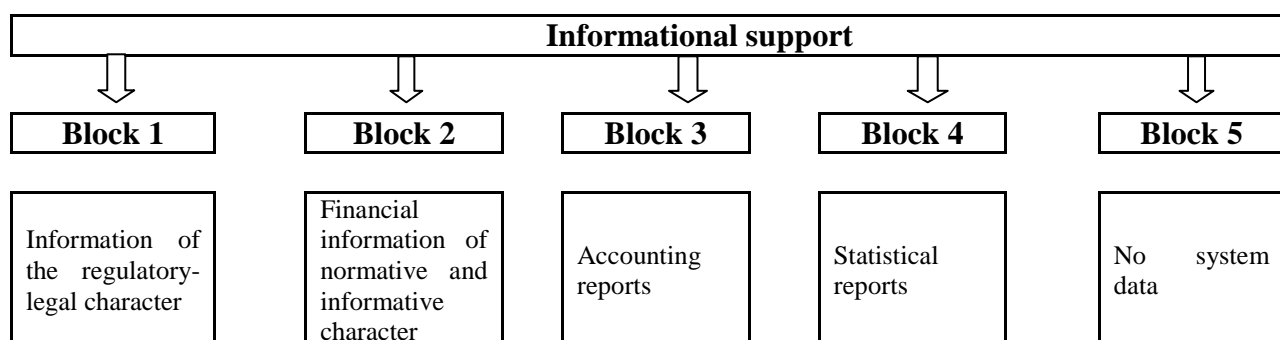 Informational support
Block 1
Block 2
Block 3
Block 4
Block 5
Information of
the regulatory-
legal character
Financial
information of
normative and
informative
character
Accounting
reports
Statistical
reports
No system
data